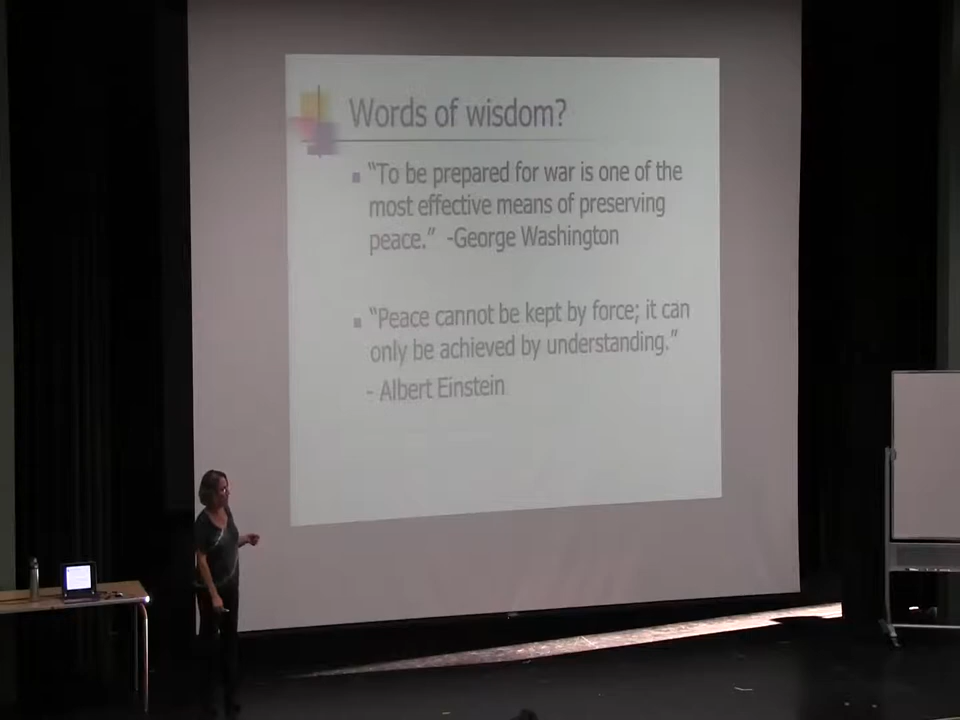 Words of wisdom?
“To be prepared for war is one of the
most effective means of preserving
peace.” -George Washington
“Peace cannot be kept by force; it can
only be achieved by understanding.”
- Albert Einstein